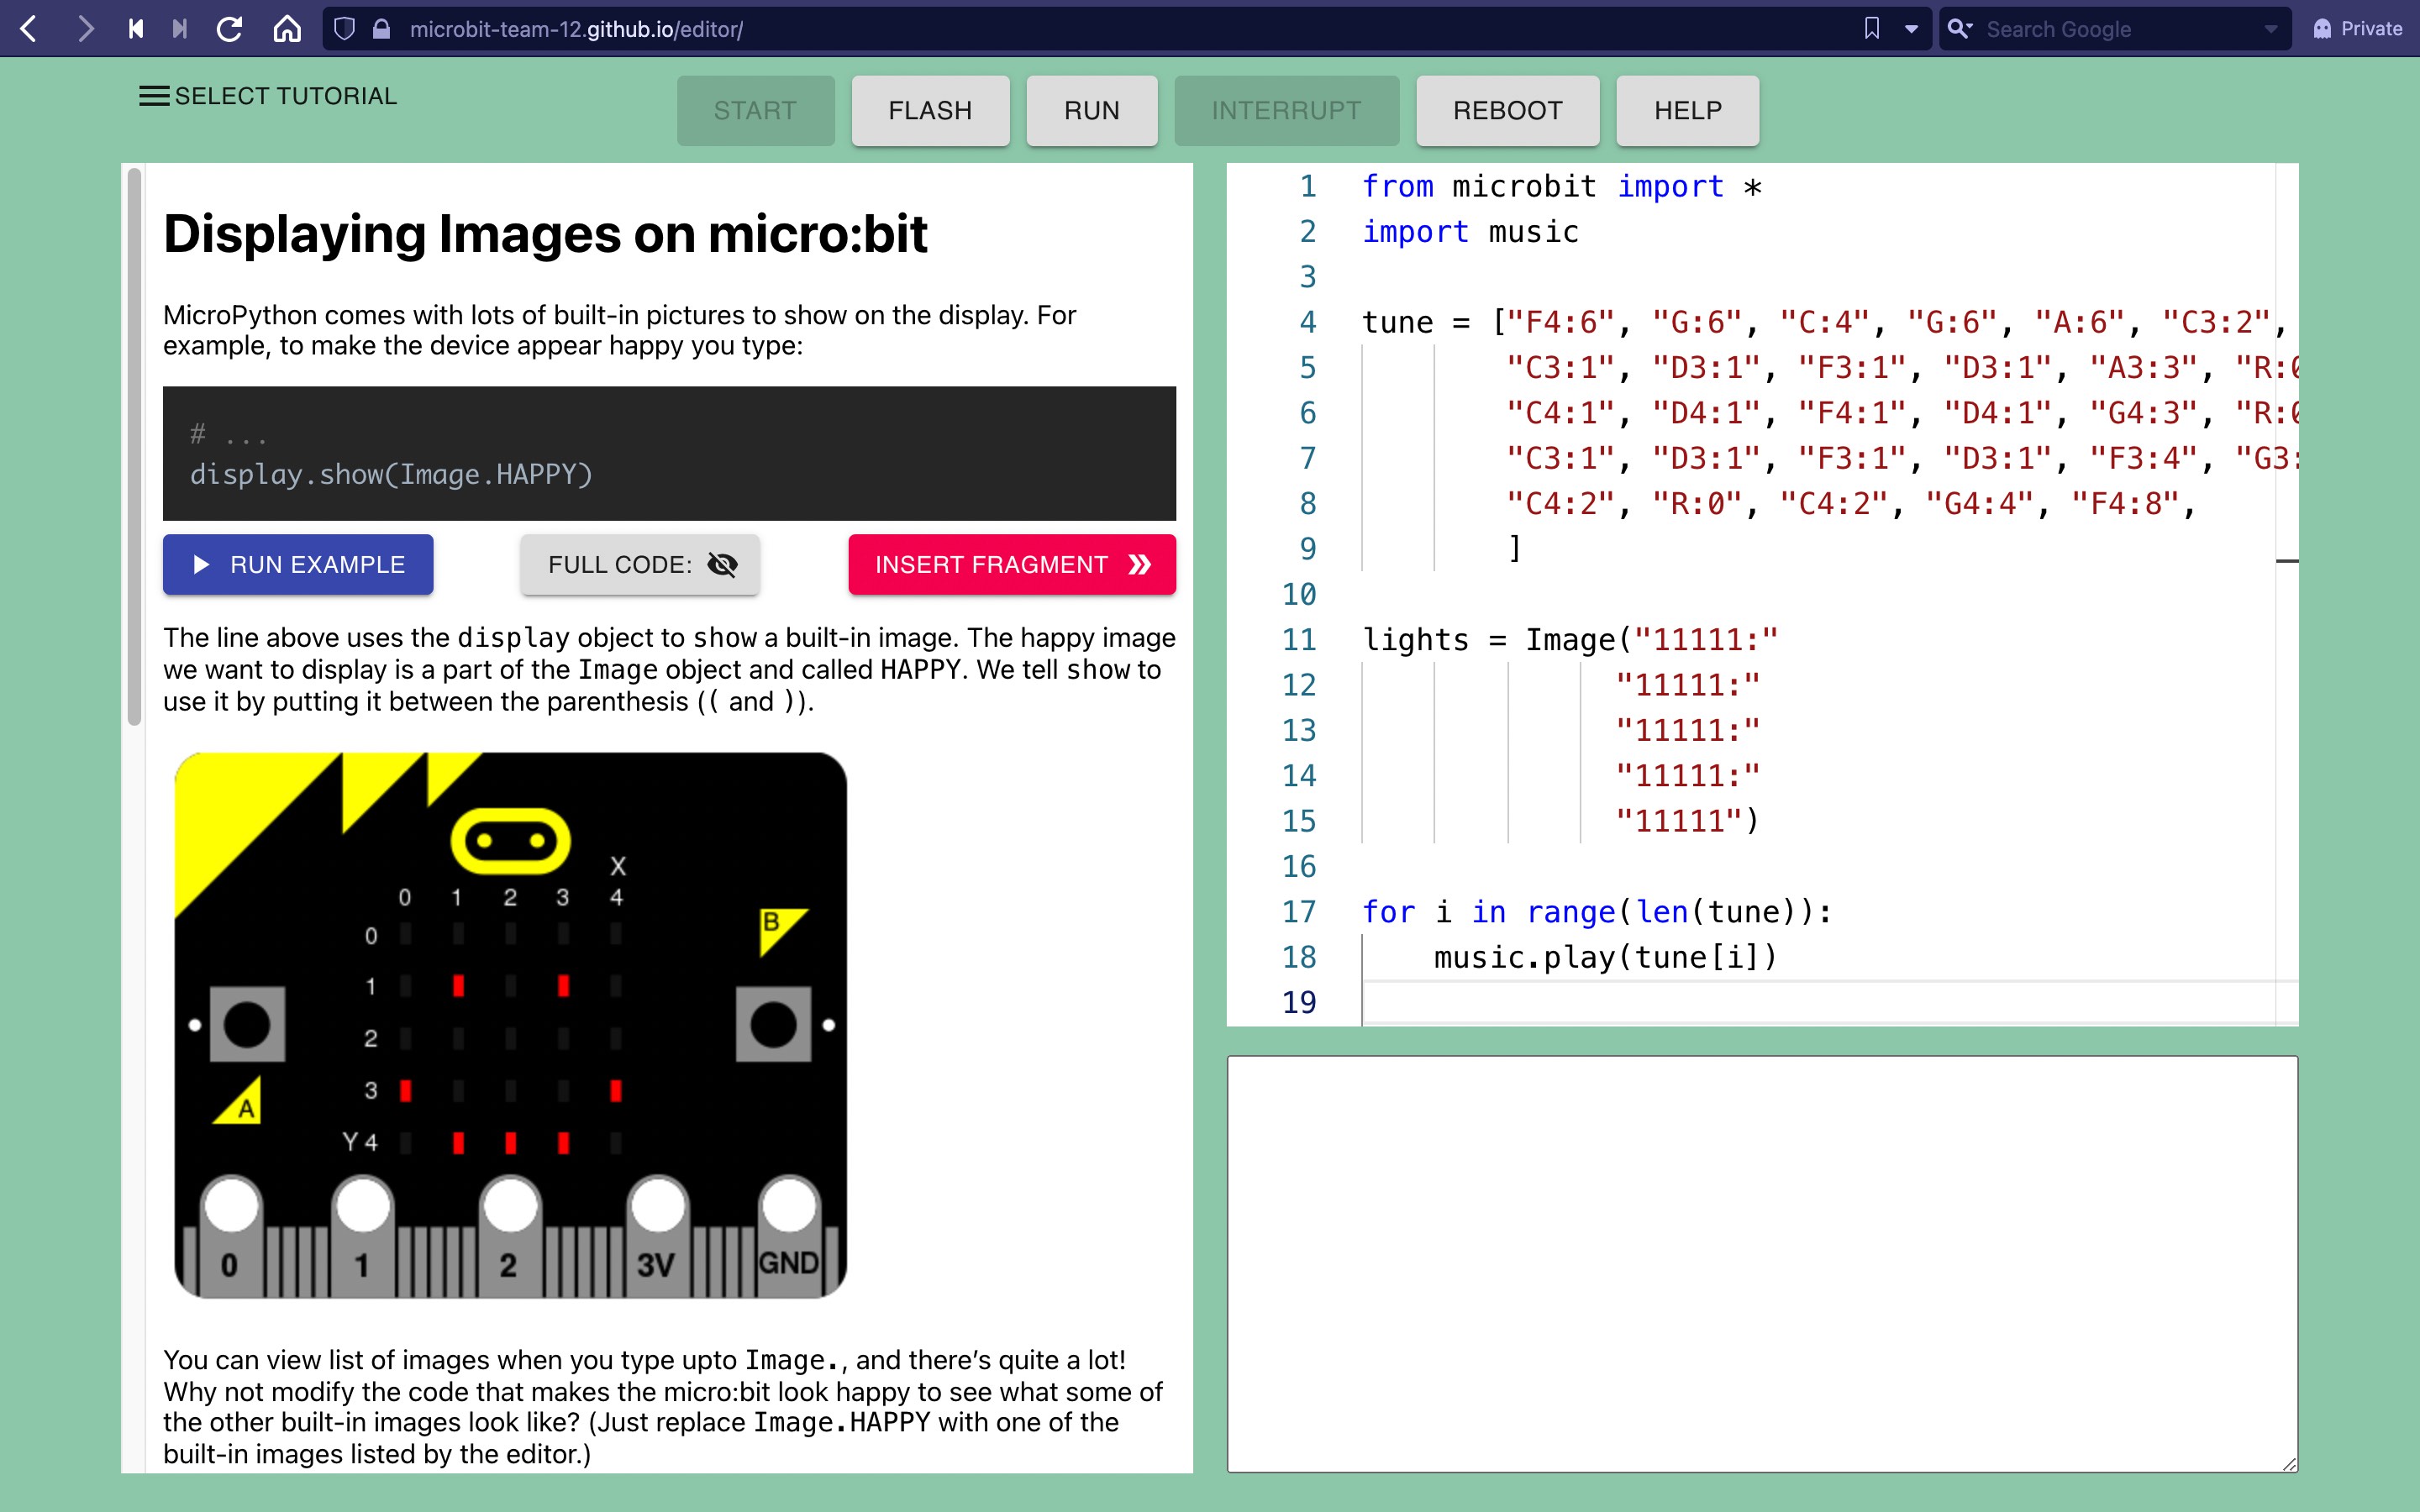 microbit-team-12.github.io/editor/
Search Google
Private
SELECT TUTORIAL
START
FLASH
RUN
INTERRUPT
REBOOT
HELP
Displaying Images on micro:bit
MicroPython comes with lots of built-in pictures to show on the display. For
example, to make the device appear happy you type:
# ...
display.show(Image.HAPPY)
RUN EXAMPLE
FULL CODE:
INSERT FRAGMENT
The line above uses the display object to show a built-in image. The happy image
we want to display is a part of the Image object and called HAPPY. We tell show to
use it by putting it between the parenthesis (( and )).
X
0 1 2 3 4
0
1
2
3
Y 4
B
A
0 1 2 3V GND
You can view list of images when you type upto Image., and there's quite a lot!
Why not modify the code that makes the micro:bit look happy to see what some of
the other built-in images look like? (Just replace Image.HAPPY with one of the
built-in images listed by the editor.)
1 from microbit import *
2 import music
3
4 tune = ["F4:6", "G:6", "C:4", "G:6", "A:6", "C3:2",
5 "C3:1", "D3:1", "F3:1", "D3:1", "A3:3", "R:0
6 "C4:1", "D4:1", "F4:1", "D4:1", "G4:3", "R:0
7 "C3:1", "D3:1", "F3:1", "D3:1", "F3:4", "G3:
8 "C4:2", "R:0", "C4:2", "G4:4", "F4:8",
9 ]
10
11 lights = Image("11111:"
12 "11111:"
13 "11111:"
14 "11111:"
15 "11111")
16
17 for i in range(len(tune)):
18 music.play(tune[i])
19